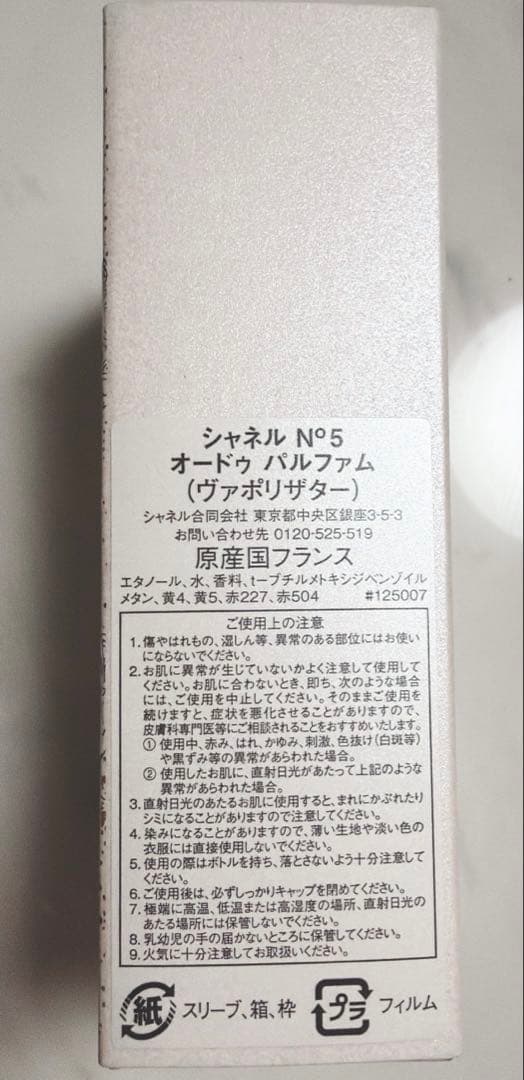 シャネル Nº5
オードゥ パルファム
(ヴァポリザター)
シャネル合同会社 東京都中央区銀座3-5-3
お問い合わせ先 0120-525-519
原産国フランス
エタノール、水、香料、t-ブチルメトキシジベンゾイル
メタン、黄4、黄5、赤227、赤504 #125007
ご使用上の注意
1. 傷やはれもの、湿しん等、異常のある部位にはお使い
にならないでください。
2. お肌に異常が生じていないかよく注意して使用して
ください。お肌に合わないとき、即ち、次のような場合
には、ご使用を中止してください。そのままご使用を
続けますと、症状を悪化させることがありますので、
皮膚科専門医等にご相談されることをおすすめいたします。
① 使用中、赤み、はれ、かゆみ、刺激、色抜け(白斑等)
や黒ずみ等の異常があらわれた場合。
② 使用したお肌に、直射日光があたって上記のような
異常があらわれた場合。
3. 直射日光のあたるお肌に使用すると、まれにかぶれたり
シミになることがありますので注意してください。
4. 染みになることがありますので、薄い生地や淡い色の
衣服には直接使用しないでください。
5. 使用の際はボトルを持ち、落とさないよう十分注意して
ください。
6. ご使用後は、必ずしっかりキャップを閉めてください。
7. 極端に高温、低温または高湿度の場所、直射日光の
あたる場所には保管しないでください。
8. 乳幼児の手の届かないところに保管してください。
9. 火気に十分注意してお取扱いください。
紙 スリーブ、箱、枠 プラ フィルム